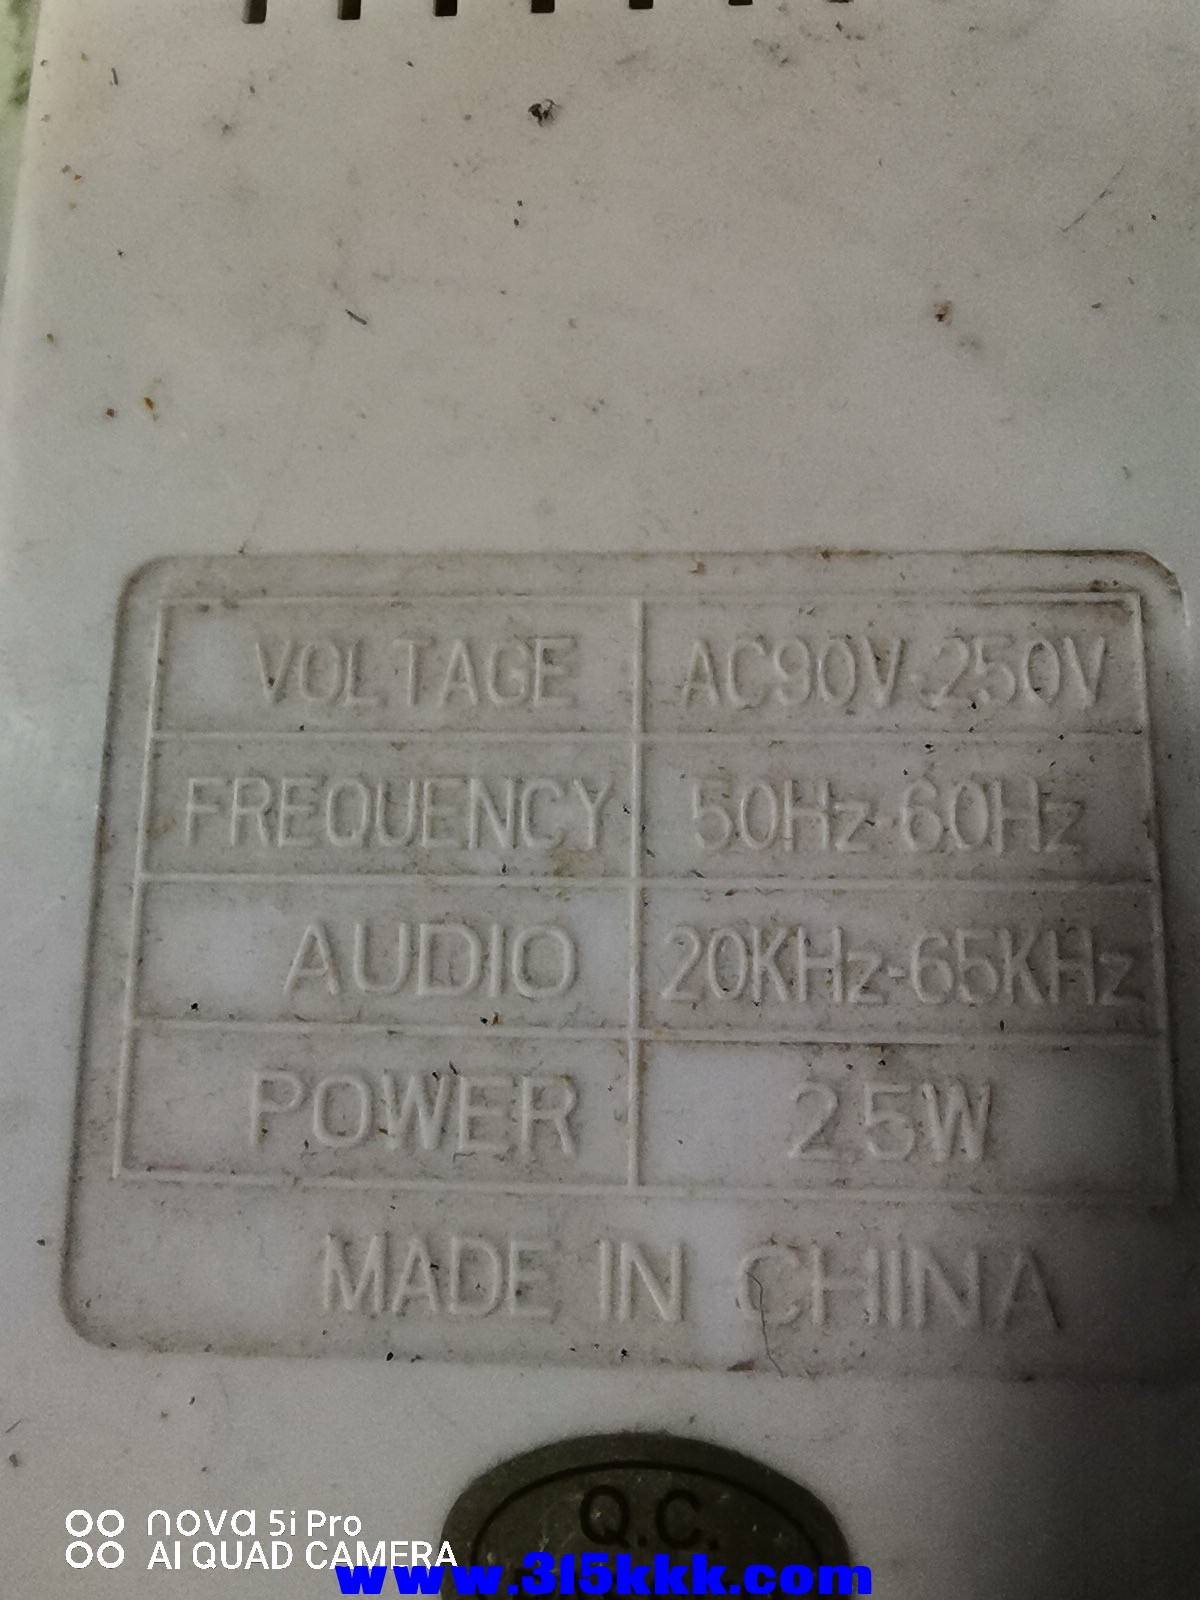 VOLTAGE AC90V-250V
FREQUENCY 50Hz-60Hz
AUDIO 20KHz-65KHz
POWER 25W
MADE IN CHINA
Q.C.
nova 5i Pro
AI QUAD CAMERA
www.315kkk.com